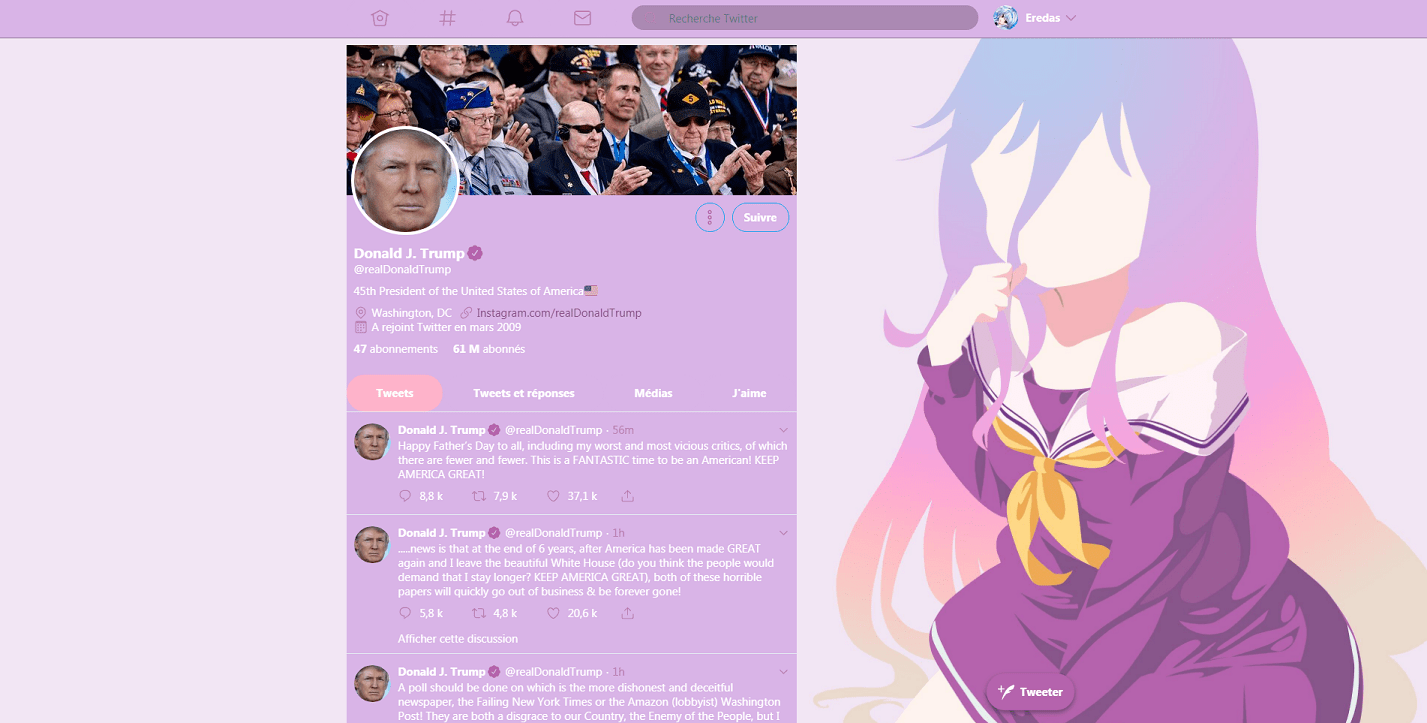 Recherche Twitter
Eredas
Suivre
Donald J. Trump
@realDonaldTrump
45th President of the United States of America🇺🇸
Washington, DC Instagram.com/realDonaldTrump
A rejoint Twitter en mars 2009
47 abonnements 61 M abonnés
Tweets Tweets et réponses Médias J'aime
Donald J. Trump @realDonaldTrump · 56m
Happy Father's Day to all, including my worst and most vicious critics, of which
there are fewer and fewer. This is a FANTASTIC time to be an American! KEEP
AMERICA GREAT!
8,8 k 7,9 k 37,1 k
Donald J. Trump @realDonaldTrump · 1h
.....news is that at the end of 6 years, after America has been made GREAT
again and I leave the beautiful White House (do you think the people would
demand that I stay longer? KEEP AMERICA GREAT), both of these horrible
papers will quickly go out of business & be forever gone!
5,8 k 4,8 k 20,6 k
Afficher cette discussion
Donald J. Trump @realDonaldTrump · 1h
A poll should be done on which is the more dishonest and deceitful
newspaper, the Failing New York Times or the Amazon (lobbyist) Washington
Post! They are both a disgrace to our Country, the Enemy of the People, but I
Tweeter